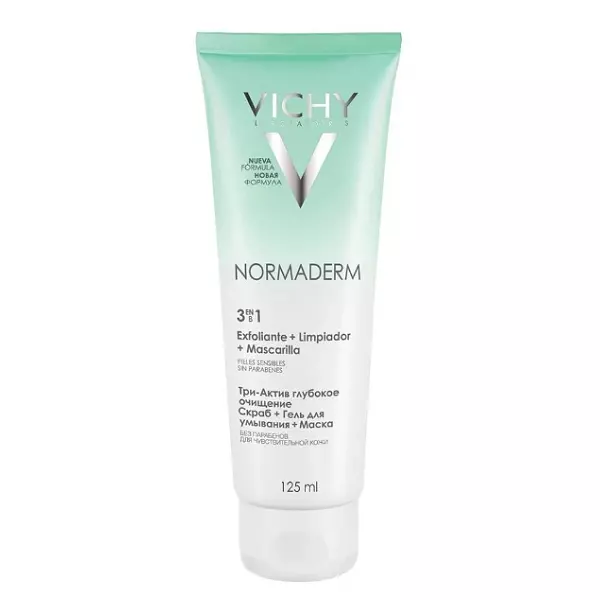 VICHY
NUEVA
FÓRMULA
НОВАЯ
ФОРМУЛА
NORMADERM
3 EN 1
В
Exfoliante + Limpiador
+ Mascarilla
PIELES SENSIBLES
SIN PARABENES
Три-Актив глубокое
очищение
Скраб + Гель для
умывания + Маска
БЕЗ ПАРАБЕНОВ
ДЛЯ ЧУВСТВИТЕЛЬНОЙ КОЖИ
125 ml